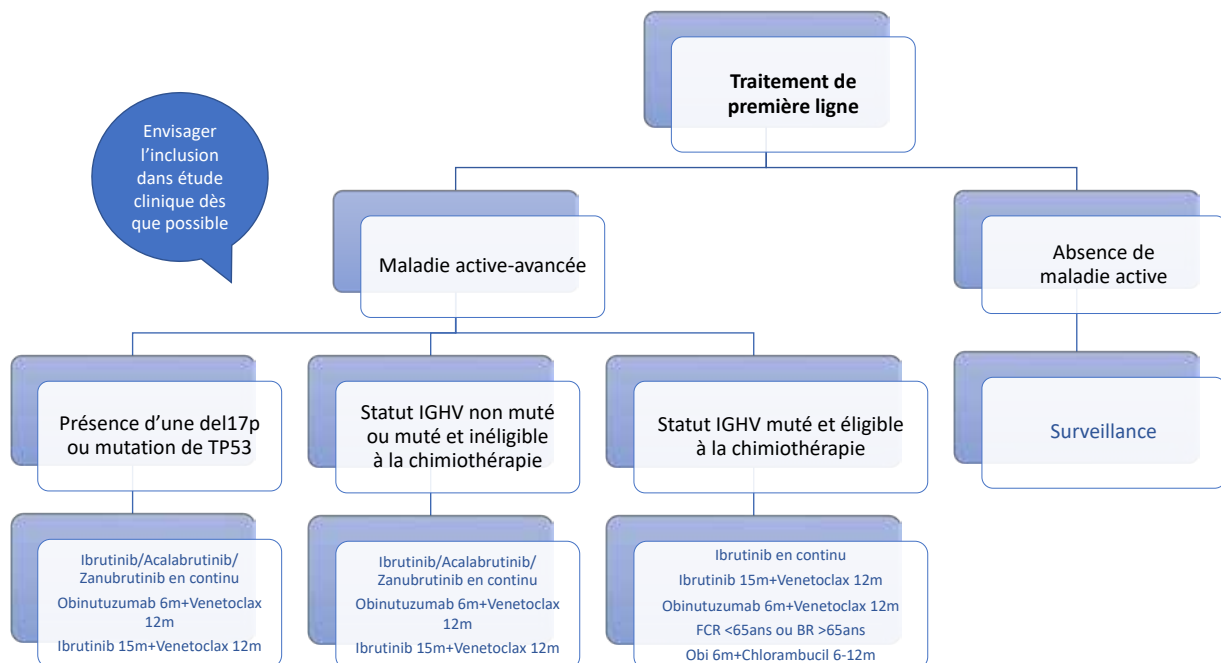 Traitement de
première ligne
Envisager
l'inclusion
dans étude
clinique dès
que possible
Maladie active-avancée
Absence de
maladie active
Présence d'une del17p
ou mutation de TP53
Statut IGHV non muté
ou muté et inéligible
à la chimiothérapie
Statut IGHV muté et éligible
à la chimiothérapie
Surveillance
Ibrutinib/Acalabrutinib/
Zanubrutinib en continu
Obinutuzumab 6m+Venetoclax
12m
Ibrutinib 15m+Venetoclax 12m
Ibrutinib/Acalabrutinib/
Zanubrutinib en continu
Obinutuzumab 6m+Venetoclax
12m
Ibrutinib 15m+Venetoclax 12m
Ibrutinib en continu
Ibrutinib 15m+Venetoclax 12m
Obinutuzumab 6m+Venetoclax 12m
FCR <65ans ou BR >65ans
Obi 6m+Chlorambucil 6-12m